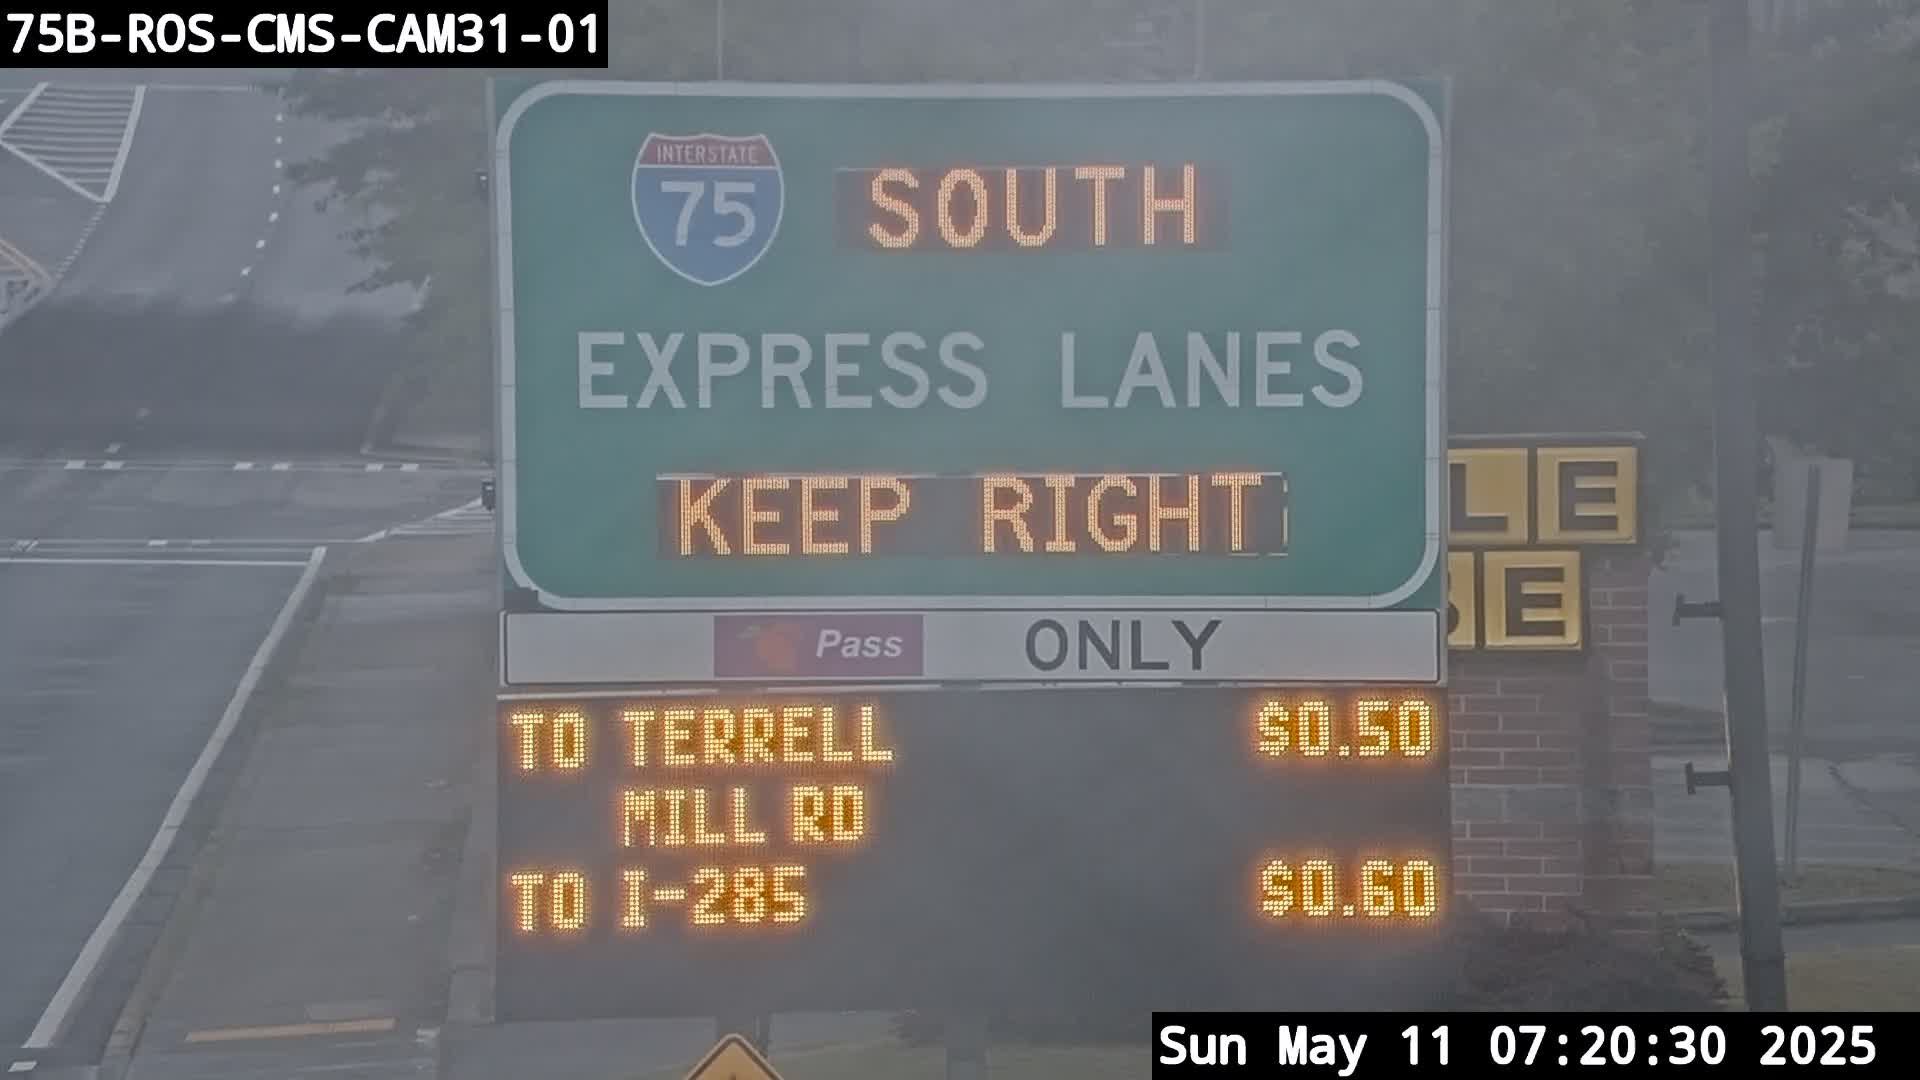 75B-ROS-CMS-CAM31-01
INTERSTATE
75 SOUTH
EXPRESS LANES
KEEP RIGHT
LE
E
Pass ONLY
TO TERRELL $0.50
MILL RD
TO I-285 $0.60
Sun May 11 07:20:30 2025